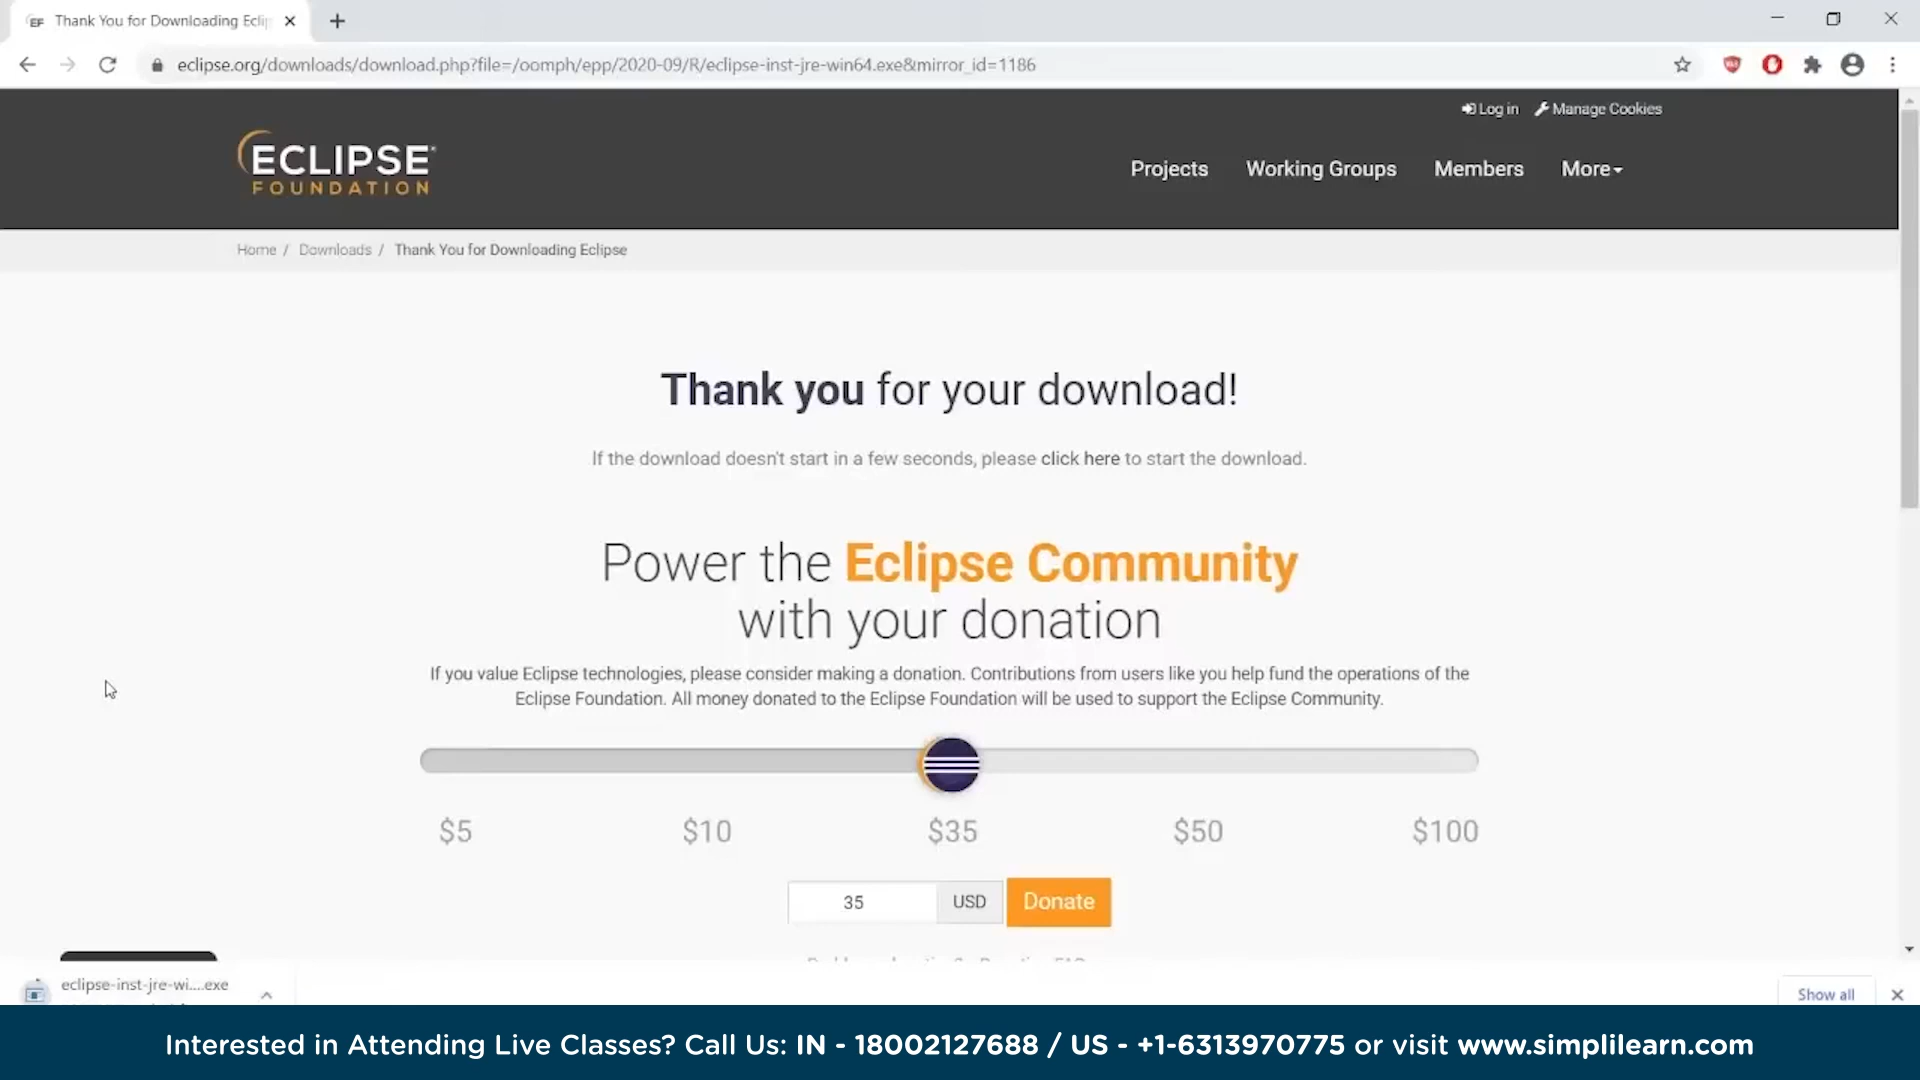 EF Thank You for Downloading Eclip
eclipse.org/downloads/download.php?file=/oomph/epp/2020-09/R/eclipse-inst-jre-win64.exe&mirror_id=1186
Log in Manage Cookies
ECLIPSE
FOUNDATION
Projects Working Groups Members More
Home / Downloads / Thank You for Downloading Eclipse
Thank you for your download!
If the download doesn't start in a few seconds, please click here to start the download.
Power the Eclipse Community
with your donation
If you value Eclipse technologies, please consider making a donation. Contributions from users like you help fund the operations of the
Eclipse Foundation. All money donated to the Eclipse Foundation will be used to support the Eclipse Community.
$5 $10 $35 $50 $100
35 USD Donate
eclipse-inst-jre-wi....exe
Show all
Interested in Attending Live Classes? Call Us: IN - 18002127688 / US - +1-6313970775 or visit www.simplilearn.com